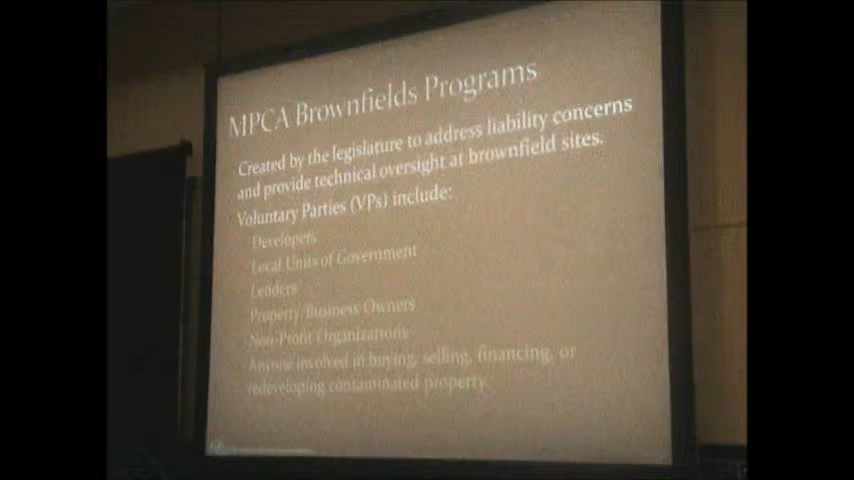 MPCA Brownfields Programs
Created by the legislature to address liability concerns
and provide technical oversight at brownfield sites.
Voluntary Parties (VPs) include:
Developers
Local Units of Government
Lenders
Property/Business Owners
Non-Profit Organizations
Anyone involved in buying, selling, financing, or
redeveloping contaminated property.